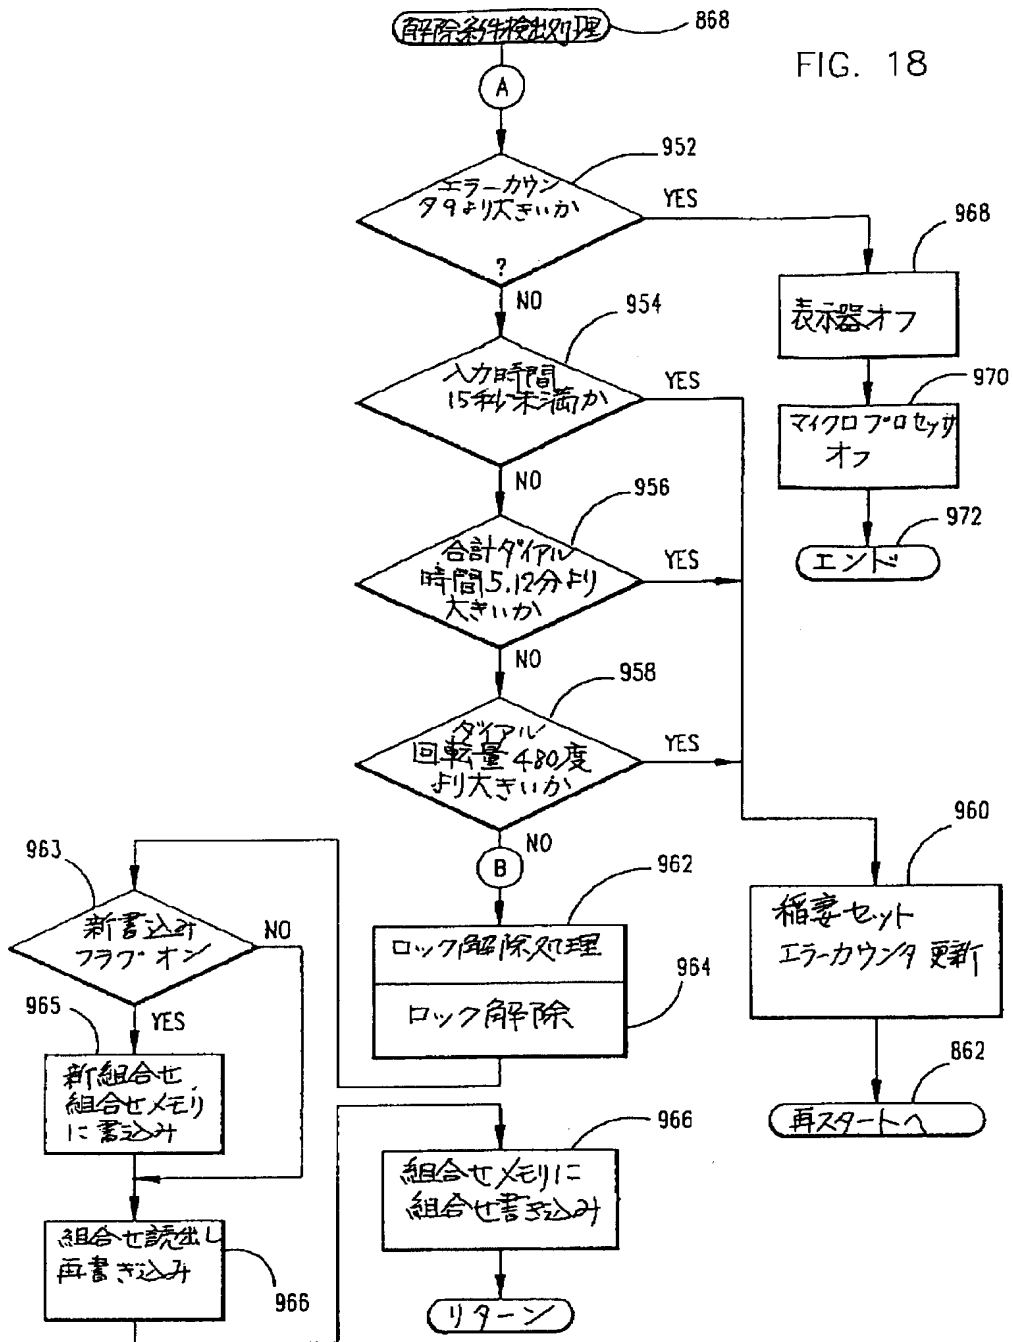 解除条件検出処理
868
FIG. 18
A
952
エラーカウン
タ9より大きいか
?
YES
NO
968
表示器オフ
954
入力時間
15秒未満か
YES
NO
970
マイクロプロセッサ
オフ
956
合計ダイアル
時間5.12分より
大きいか
YES
NO
972
エンド
958
ダイアル
回転量480度
より大きいか
YES
NO
B
960
稲妻セット
エラーカウンタ更新
963
新書込み
フラグオン
NO
YES
962
ロック解除処理
964
ロック解除
965
新組合せ
組合せメモリ
に書込み
862
再スタートへ
966
組合せメモリに
組合せ書き込み
組合せ読出し
再書き込み
966
リターン